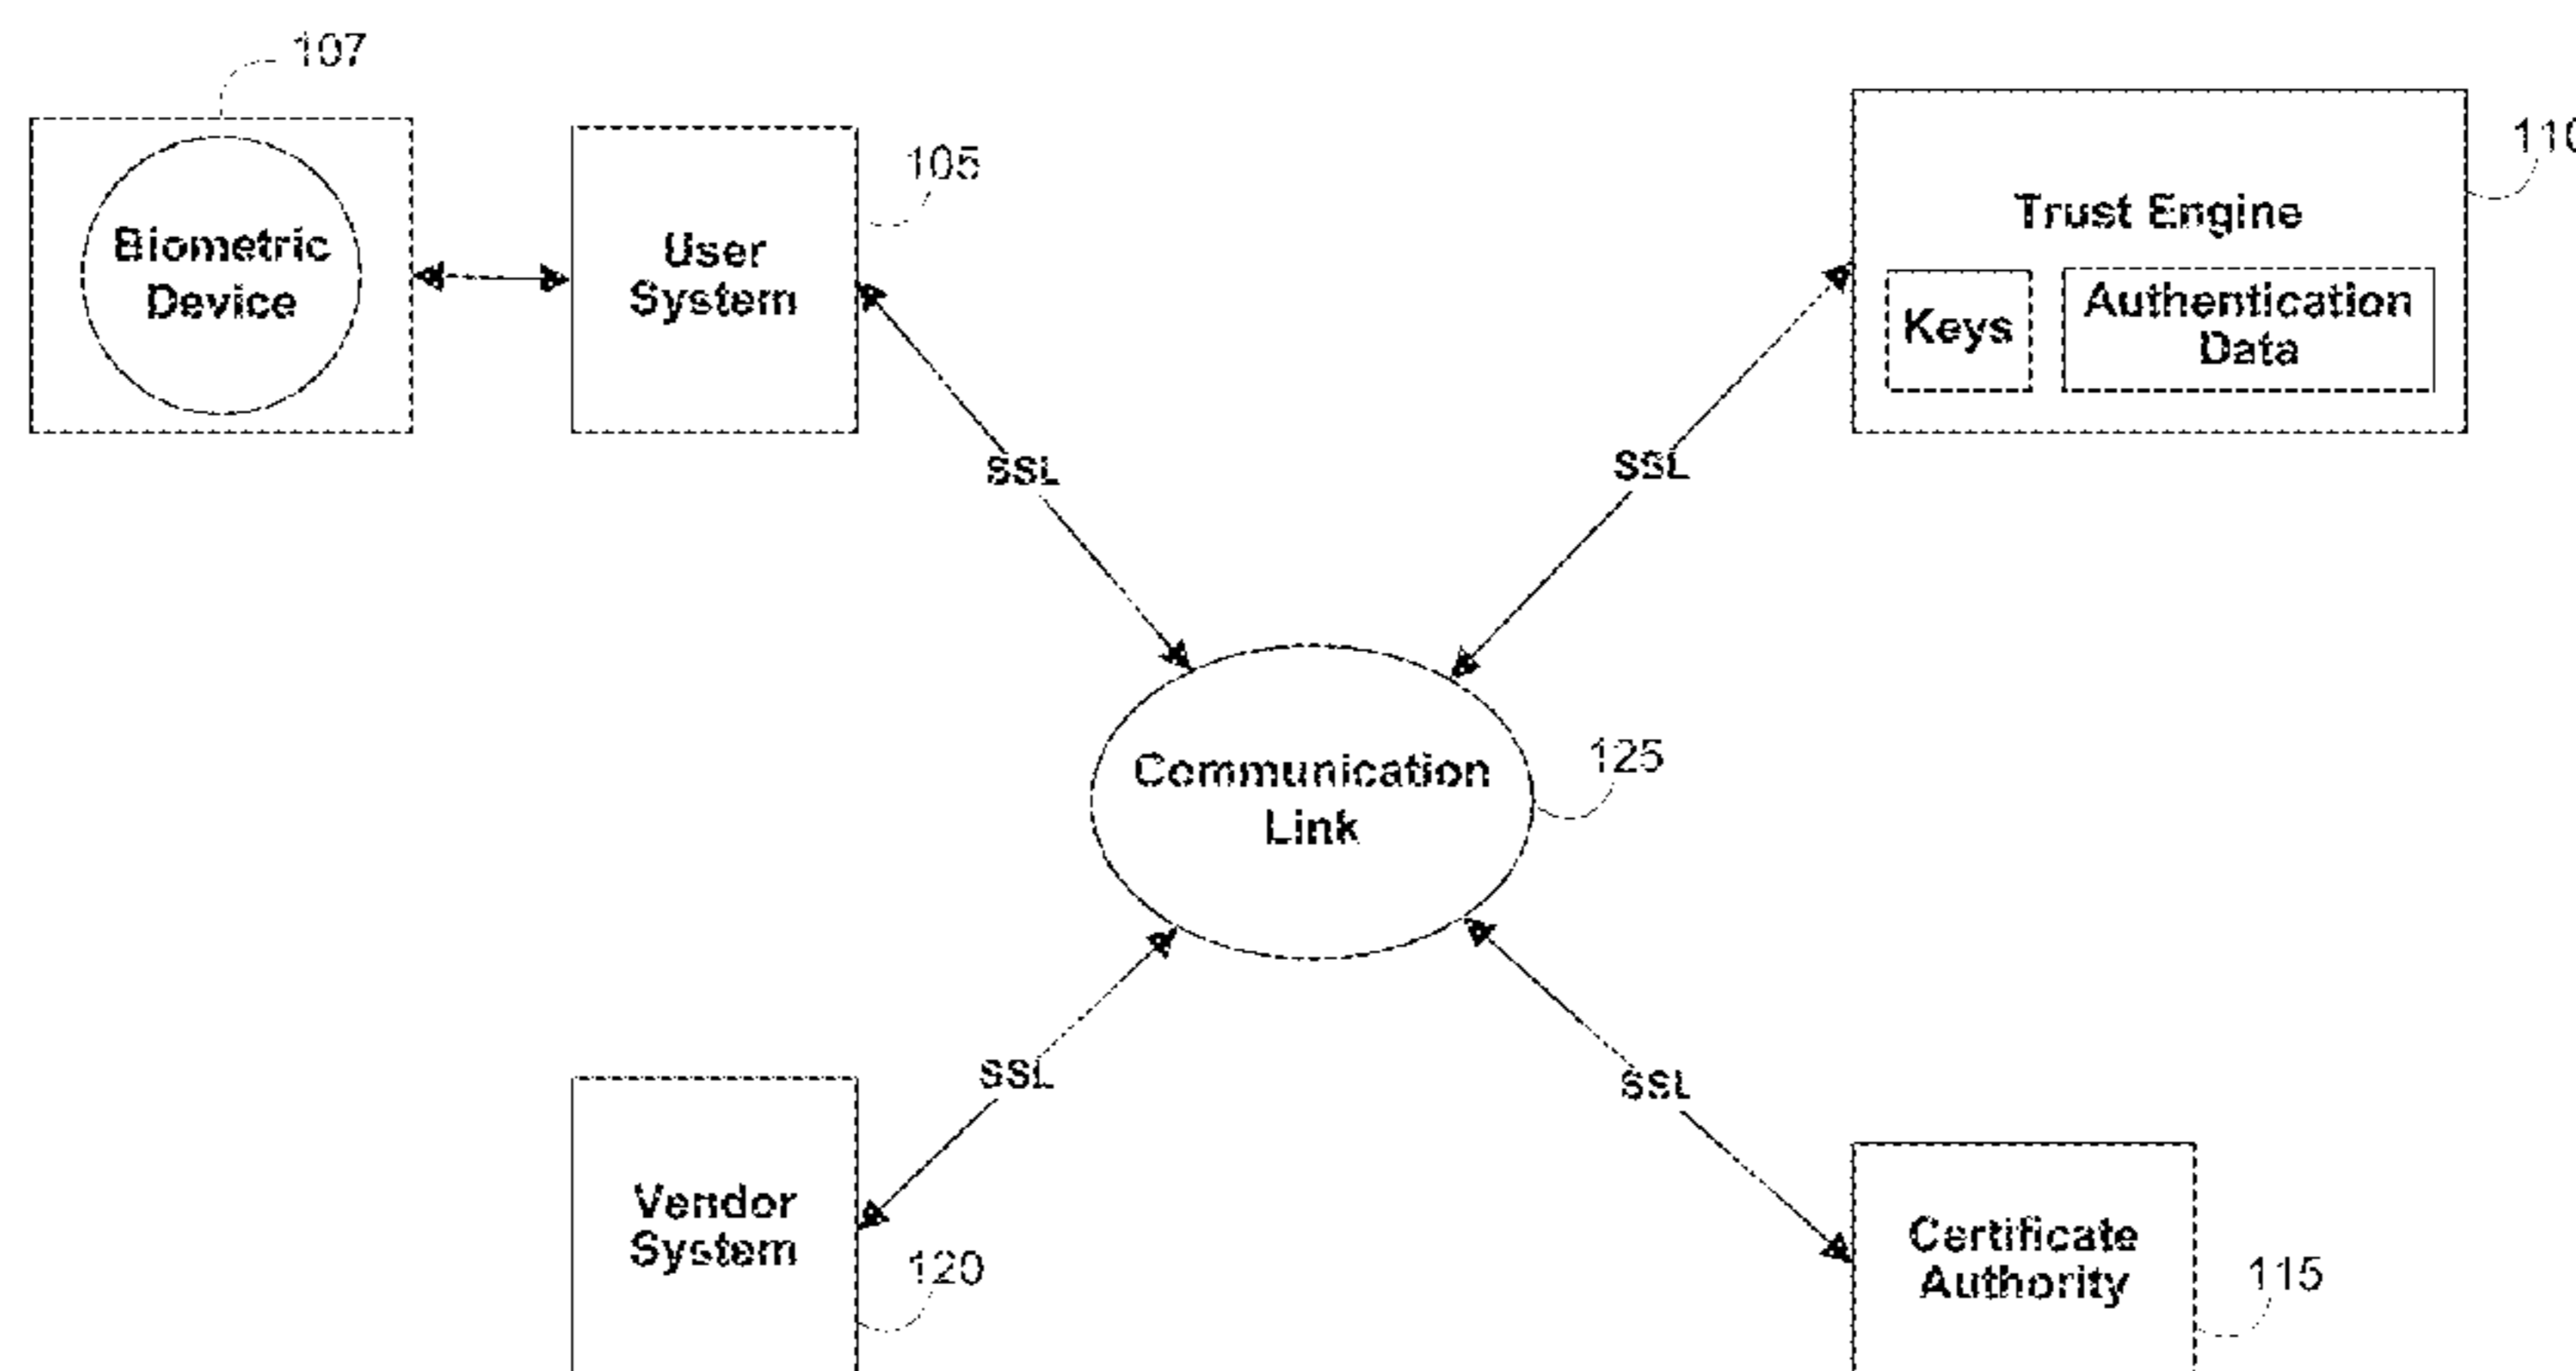 107
105
110
Biometric
Device
User
System
Trust Engine
Keys
Authentication
Data
SSL
SSL
Communication
Link
125
SSL
SSL
Vendor
System
120
Certificate
Authority
115